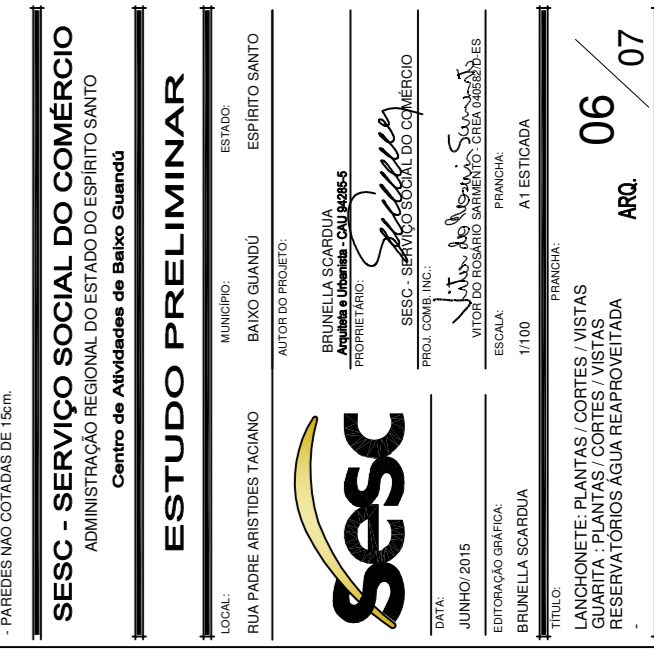 - PAREDES NAO COTADAS DE 15cm.
SESC - SERVIÇO SOCIAL DO COMÉRCIO
ADMINISTRAÇÃO REGIONAL DO ESTADO DO ESPÍRITO SANTO
Centro de Atividades de Baixo Guandú
ESTUDO PRELIMINAR
LOCAL:
RUA PADRE ARISTIDES TACIANO
MUNICÍPIO:
BAIXO GUANDÚ
ESTADO:
ESPÍRITO SANTO
sesc
AUTOR DO PROJETO:
BRUNELLA SCARDUA
Arquiteta e Urbanista - CAU 94285-5
PROPRIETÁRIO:
SESC - SERVIÇO SOCIAL DO COMÉRCIO
PROJ. COMB. INC.:
VITOR DO ROSÁRIO SARMENTO - CREA 040582/D-ES
DATA:
JUNHO/ 2015
EDITORAÇÃO GRÁFICA:
BRUNELLA SCARDUA
ESCALA:
1/100
PRANCHA:
A1 ESTICADA
TÍTULO:
LANCHONETE: PLANTAS / CORTES / VISTAS
GUARITA : PLANTAS / CORTES / VISTAS
RESERVATÓRIOS ÁGUA REAPROVEITADA
-
PRANCHA:
ARQ.
06
07